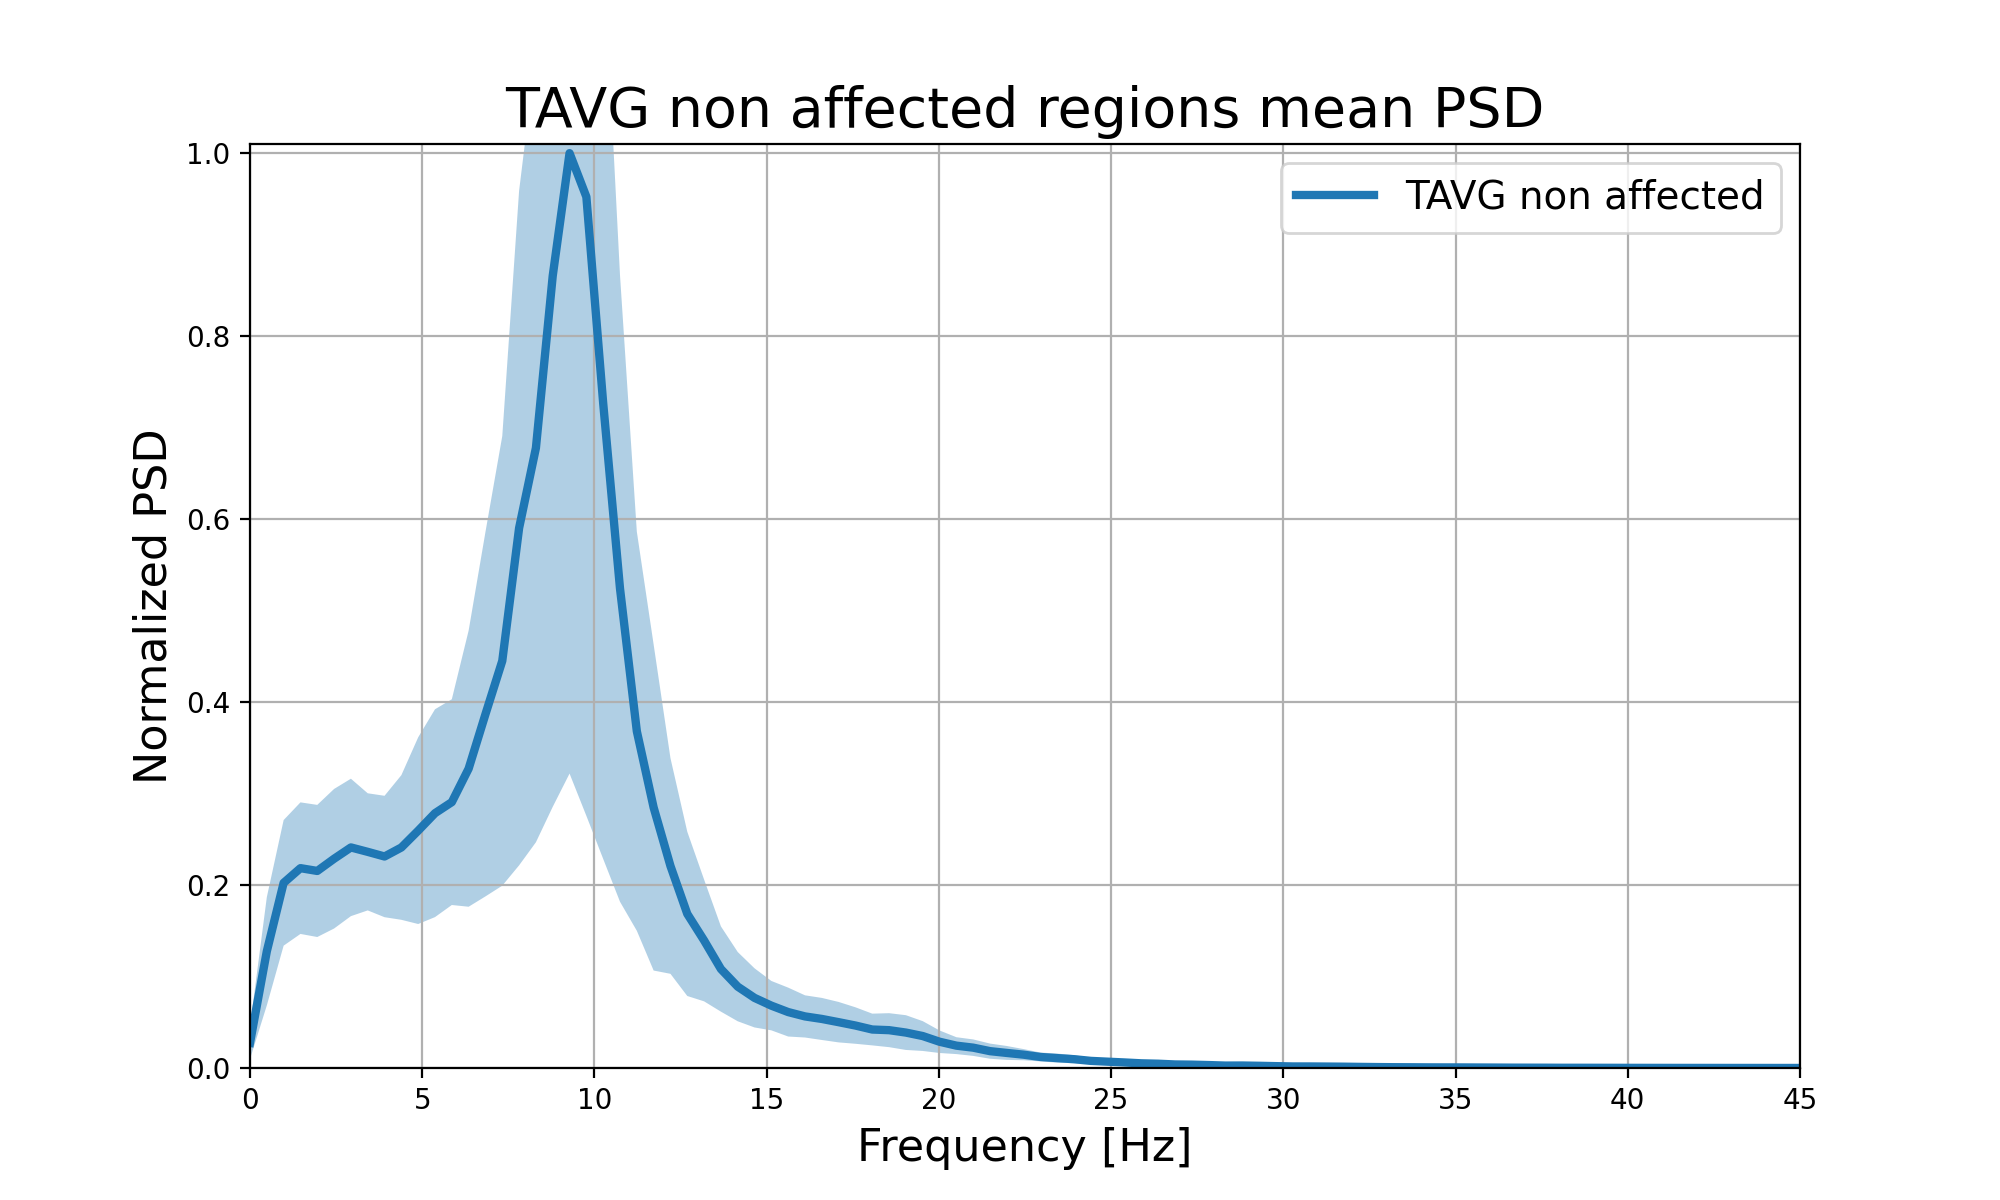 TAVG non affected regions mean PSD
1.0
0.8
0.6
0.4
0.2
0.0
Normalized PSD
TAVG non affected
0 5 10 15 20 25 30 35 40 45
Frequency [Hz]